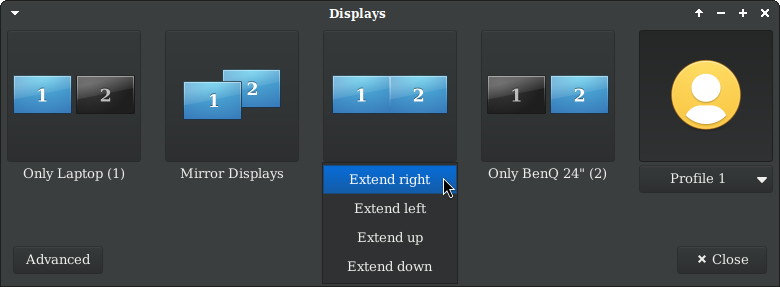 Displays
1 2
1 2
1 2
1 2
Only Laptop (1)
Mirror Displays
Only BenQ 24" (2)
Profile 1
Extend right
Extend left
Extend up
Extend down
Advanced
Close